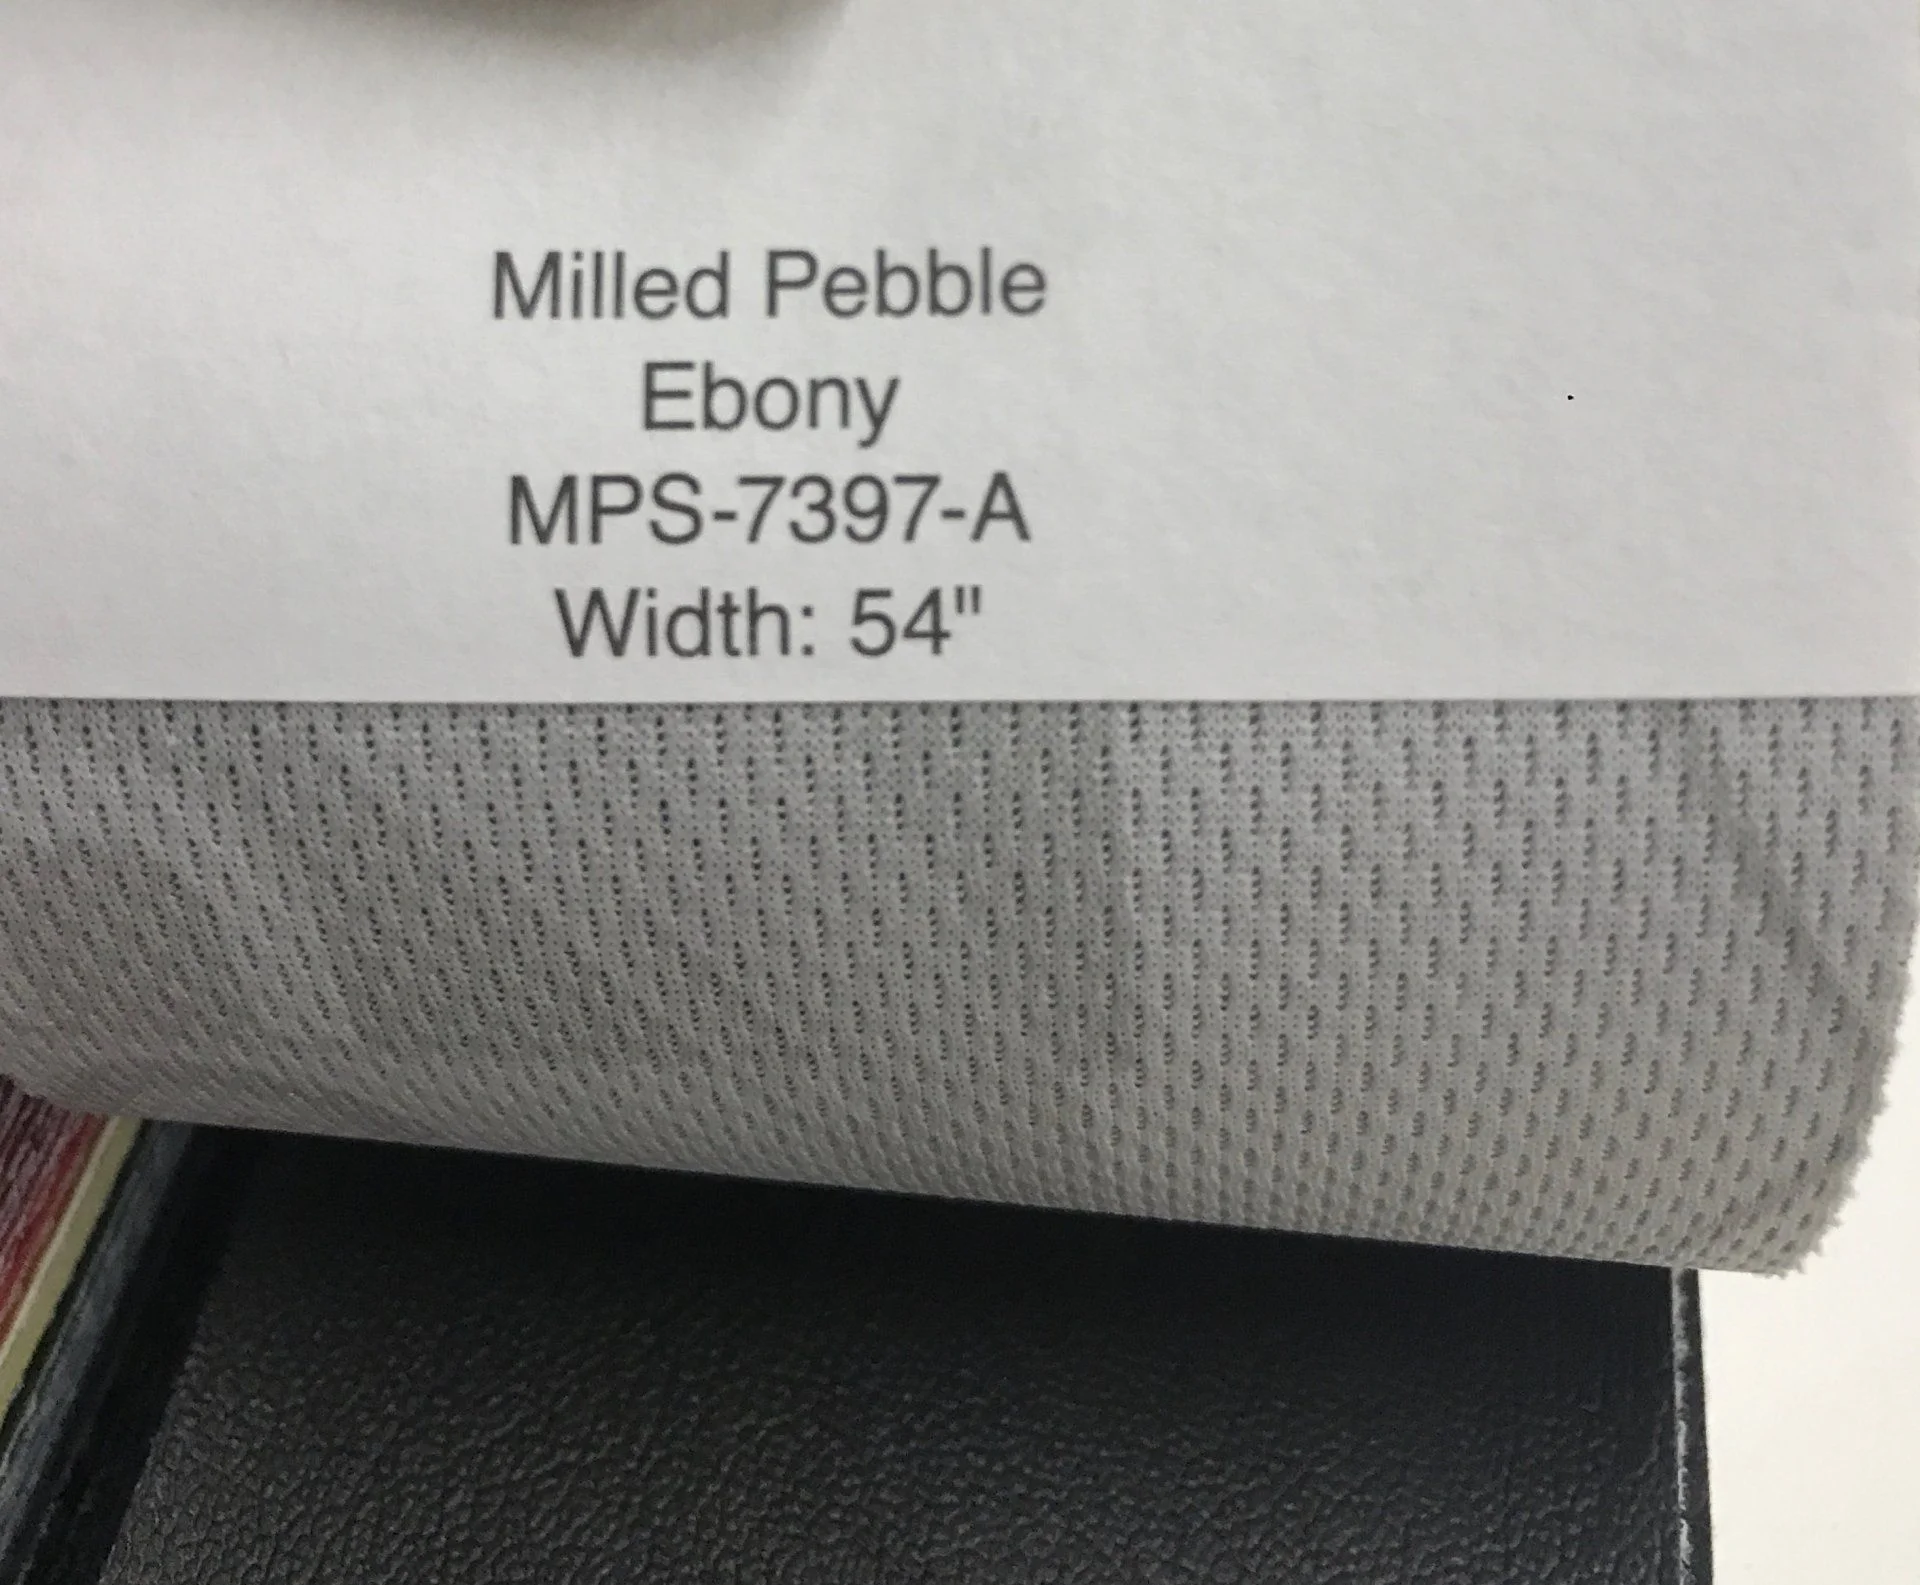 Milled Pebble
Ebony
MPS-7397-A
Width: 54"